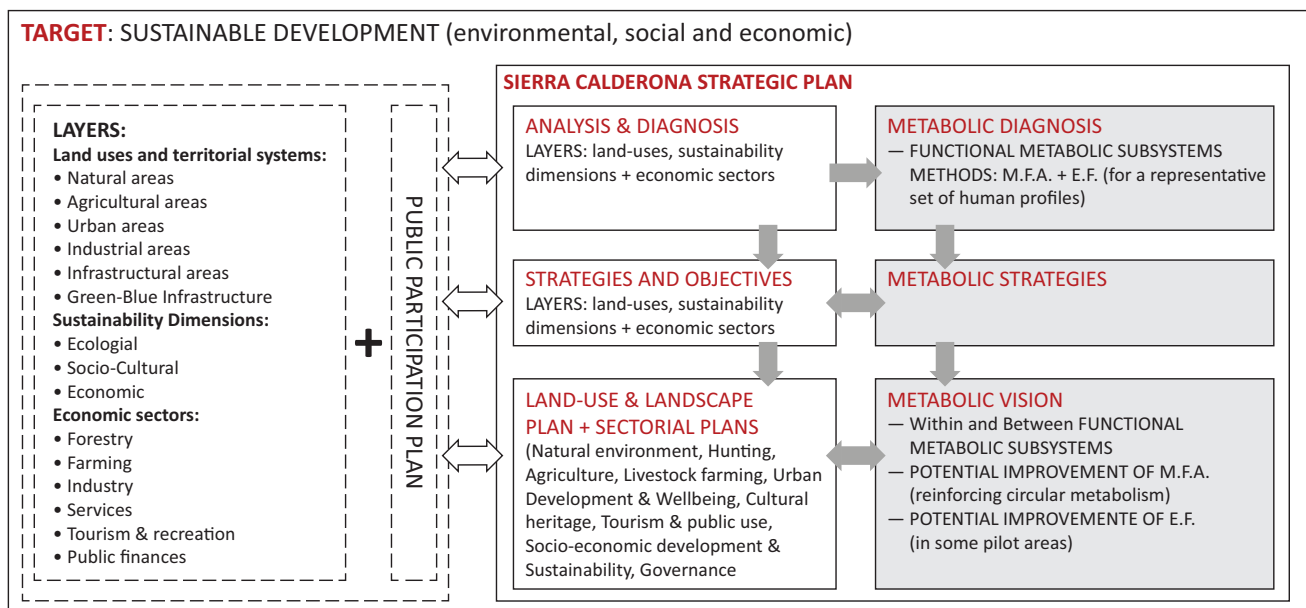 TARGET: SUSTAINABLE DEVELOPMENT (environmental, social and economic)
LAYERS:
Land uses and territorial systems:
• Natural areas
• Agricultural areas
• Urban areas
• Industrial areas
• Infrastructural areas
• Green-Blue Infrastructure
Sustainability Dimensions:
• Ecologial
• Socio-Cultural
• Economic
Economic sectors:
• Forestry
• Farming
• Industry
• Services
• Tourism & recreation
• Public finances
+
PUBLIC PARTICIPATION PLAN
SIERRA CALDERONA STRATEGIC PLAN
ANALYSIS & DIAGNOSIS
LAYERS: land-uses, sustainability
dimensions + economic sectors
METABOLIC DIAGNOSIS
— FUNCTIONAL METABOLIC SUBSYSTEMS
METHODS: M.F.A. + E.F. (for a representative
set of human profiles)
STRATEGIES AND OBJECTIVES
LAYERS: land-uses, sustainability
dimensions + economic sectors
METABOLIC STRATEGIES
LAND-USE & LANDSCAPE
PLAN + SECTORIAL PLANS
(Natural environment, Hunting,
Agriculture, Livestock farming, Urban
Development & Wellbeing, Cultural
heritage, Tourism & public use,
Socio-economic development &
Sustainability, Governance
METABOLIC VISION
— Within and Between FUNCTIONAL
METABOLIC SUBSYSTEMS
— POTENTIAL IMPROVEMENT OF M.F.A.
(reinforcing circular metabolism)
— POTENTIAL IMPROVEMENTE OF E.F.
(in some pilot areas)